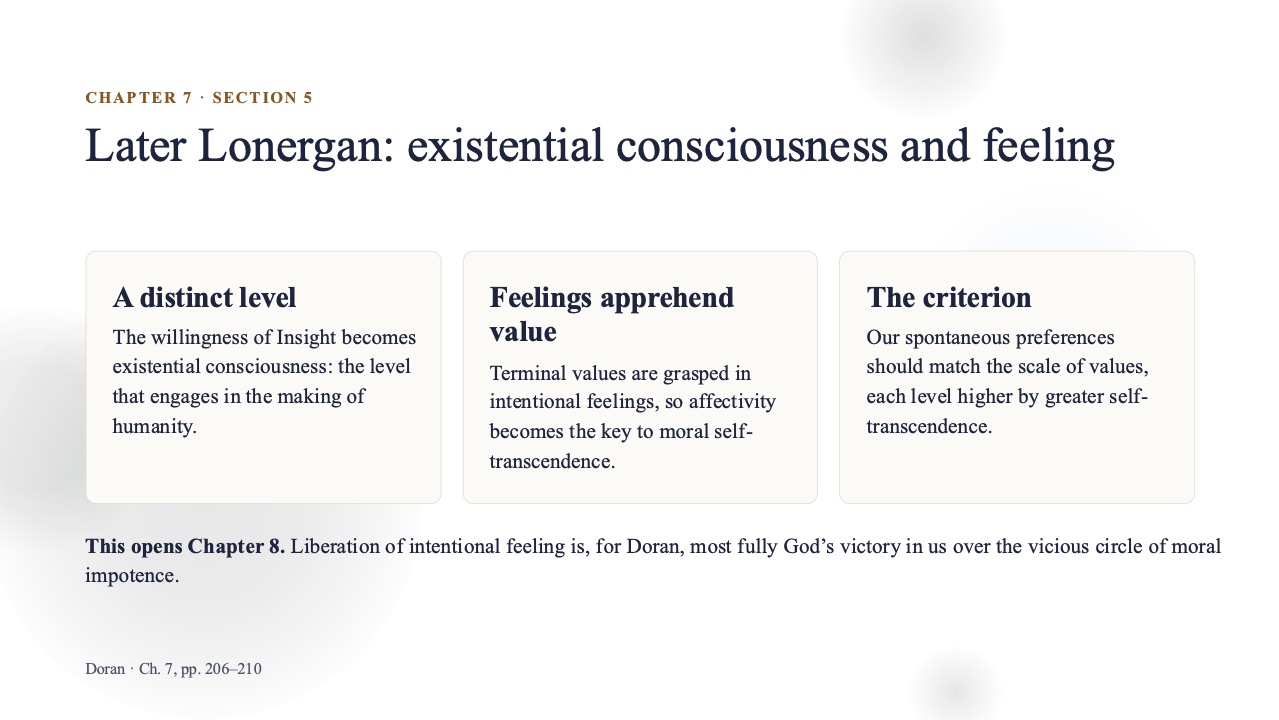 CHAPTER 7 · SECTION 5
Later Lonergan: existential consciousness and feeling
A distinct level
The willingness of Insight becomes
existential consciousness: the level
that engages in the making of
humanity.
Feelings apprehend
value
Terminal values are grasped in
intentional feelings, so affectivity
becomes the key to moral self-
transcendence.
The criterion
Our spontaneous preferences
should match the scale of values,
each level higher by greater self-
transcendence.
This opens Chapter 8. Liberation of intentional feeling is, for Doran, most fully God’s victory in us over the vicious circle of moral
impotence.
Doran · Ch. 7, pp. 206–210